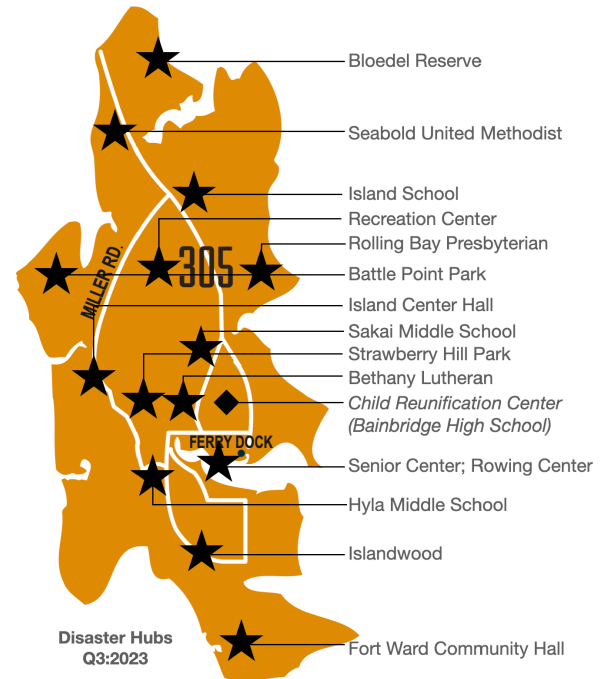 Bloedel Reserve
Seabold United Methodist
Island School
Recreation Center
Rolling Bay Presbyterian
305
MILLER RD.
Battle Point Park
Island Center Hall
Sakai Middle School
Strawberry Hill Park
Bethany Lutheran
Child Reunification Center
(Bainbridge High School)
FERRY DOCK
Senior Center; Rowing Center
Hyla Middle School
Islandwood
Disaster Hubs
Q3:2023
Fort Ward Community Hall